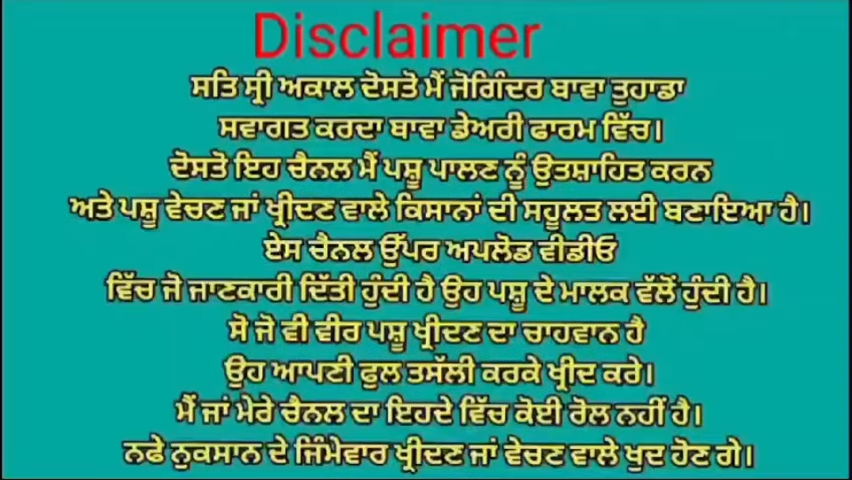 Disclaimer
ਸਤਿ ਸ੍ਰੀ ਅਕਾਲ ਦੋਸਤੋ ਮੈਂ ਜੋਗਿੰਦਰ ਬਾਵਾ ਤੁਹਾਡਾ
ਸਵਾਗਤ ਕਰਦਾ ਬਾਵਾ ਡੇਅਰੀ ਫਾਰਮ ਵਿੱਚ।
ਦੋਸਤੋ ਇਹ ਚੈਨਲ ਮੈਂ ਪਸ਼ੂ ਪਾਲਣ ਨੂੰ ਉਤਸ਼ਾਹਿਤ ਕਰਨ
ਅਤੇ ਪਸ਼ੂ ਵੇਚਣ ਜਾਂ ਖ੍ਰੀਦਣ ਵਾਲੇ ਕਿਸਾਨਾਂ ਦੀ ਸਹੂਲਤ ਲਈ ਬਣਾਇਆ ਹੈ।
ਏਸ ਚੈਨਲ ਉੱਪਰ ਅਪਲੋਡ ਵੀਡੀਓ
ਵਿੱਚ ਜੋ ਜਾਣਕਾਰੀ ਦਿੱਤੀ ਹੁੰਦੀ ਹੈ ਉਹ ਪਸ਼ੂ ਦੇ ਮਾਲਕ ਵੱਲੋਂ ਹੁੰਦੀ ਹੈ।
ਸੋ ਜੋ ਵੀ ਵੀਰ ਪਸ਼ੂ ਖ੍ਰੀਦਣ ਦਾ ਚਾਹਵਾਨ ਹੈ
ਉਹ ਆਪਣੀ ਫੁਲ ਤਸੱਲੀ ਕਰਕੇ ਖ੍ਰੀਦ ਕਰੇ।
ਮੈਂ ਜਾਂ ਮੇਰੇ ਚੈਨਲ ਦਾ ਇਹਦੇ ਵਿੱਚ ਕੋਈ ਰੋਲ ਨਹੀਂ ਹੈ।
ਨਫੇ ਨੁਕਸਾਨ ਦੇ ਜਿੰਮੇਵਾਰ ਖ੍ਰੀਦਣ ਜਾਂ ਵੇਚਣ ਵਾਲੇ ਖੁਦ ਹੋਣ ਗੇ।